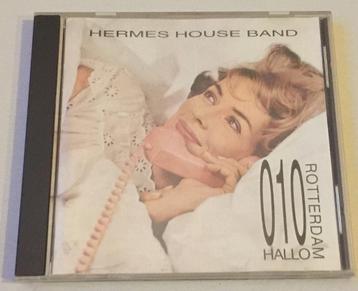 HERMES HOUSE BAND
010
HALLO
ROTTERDAM